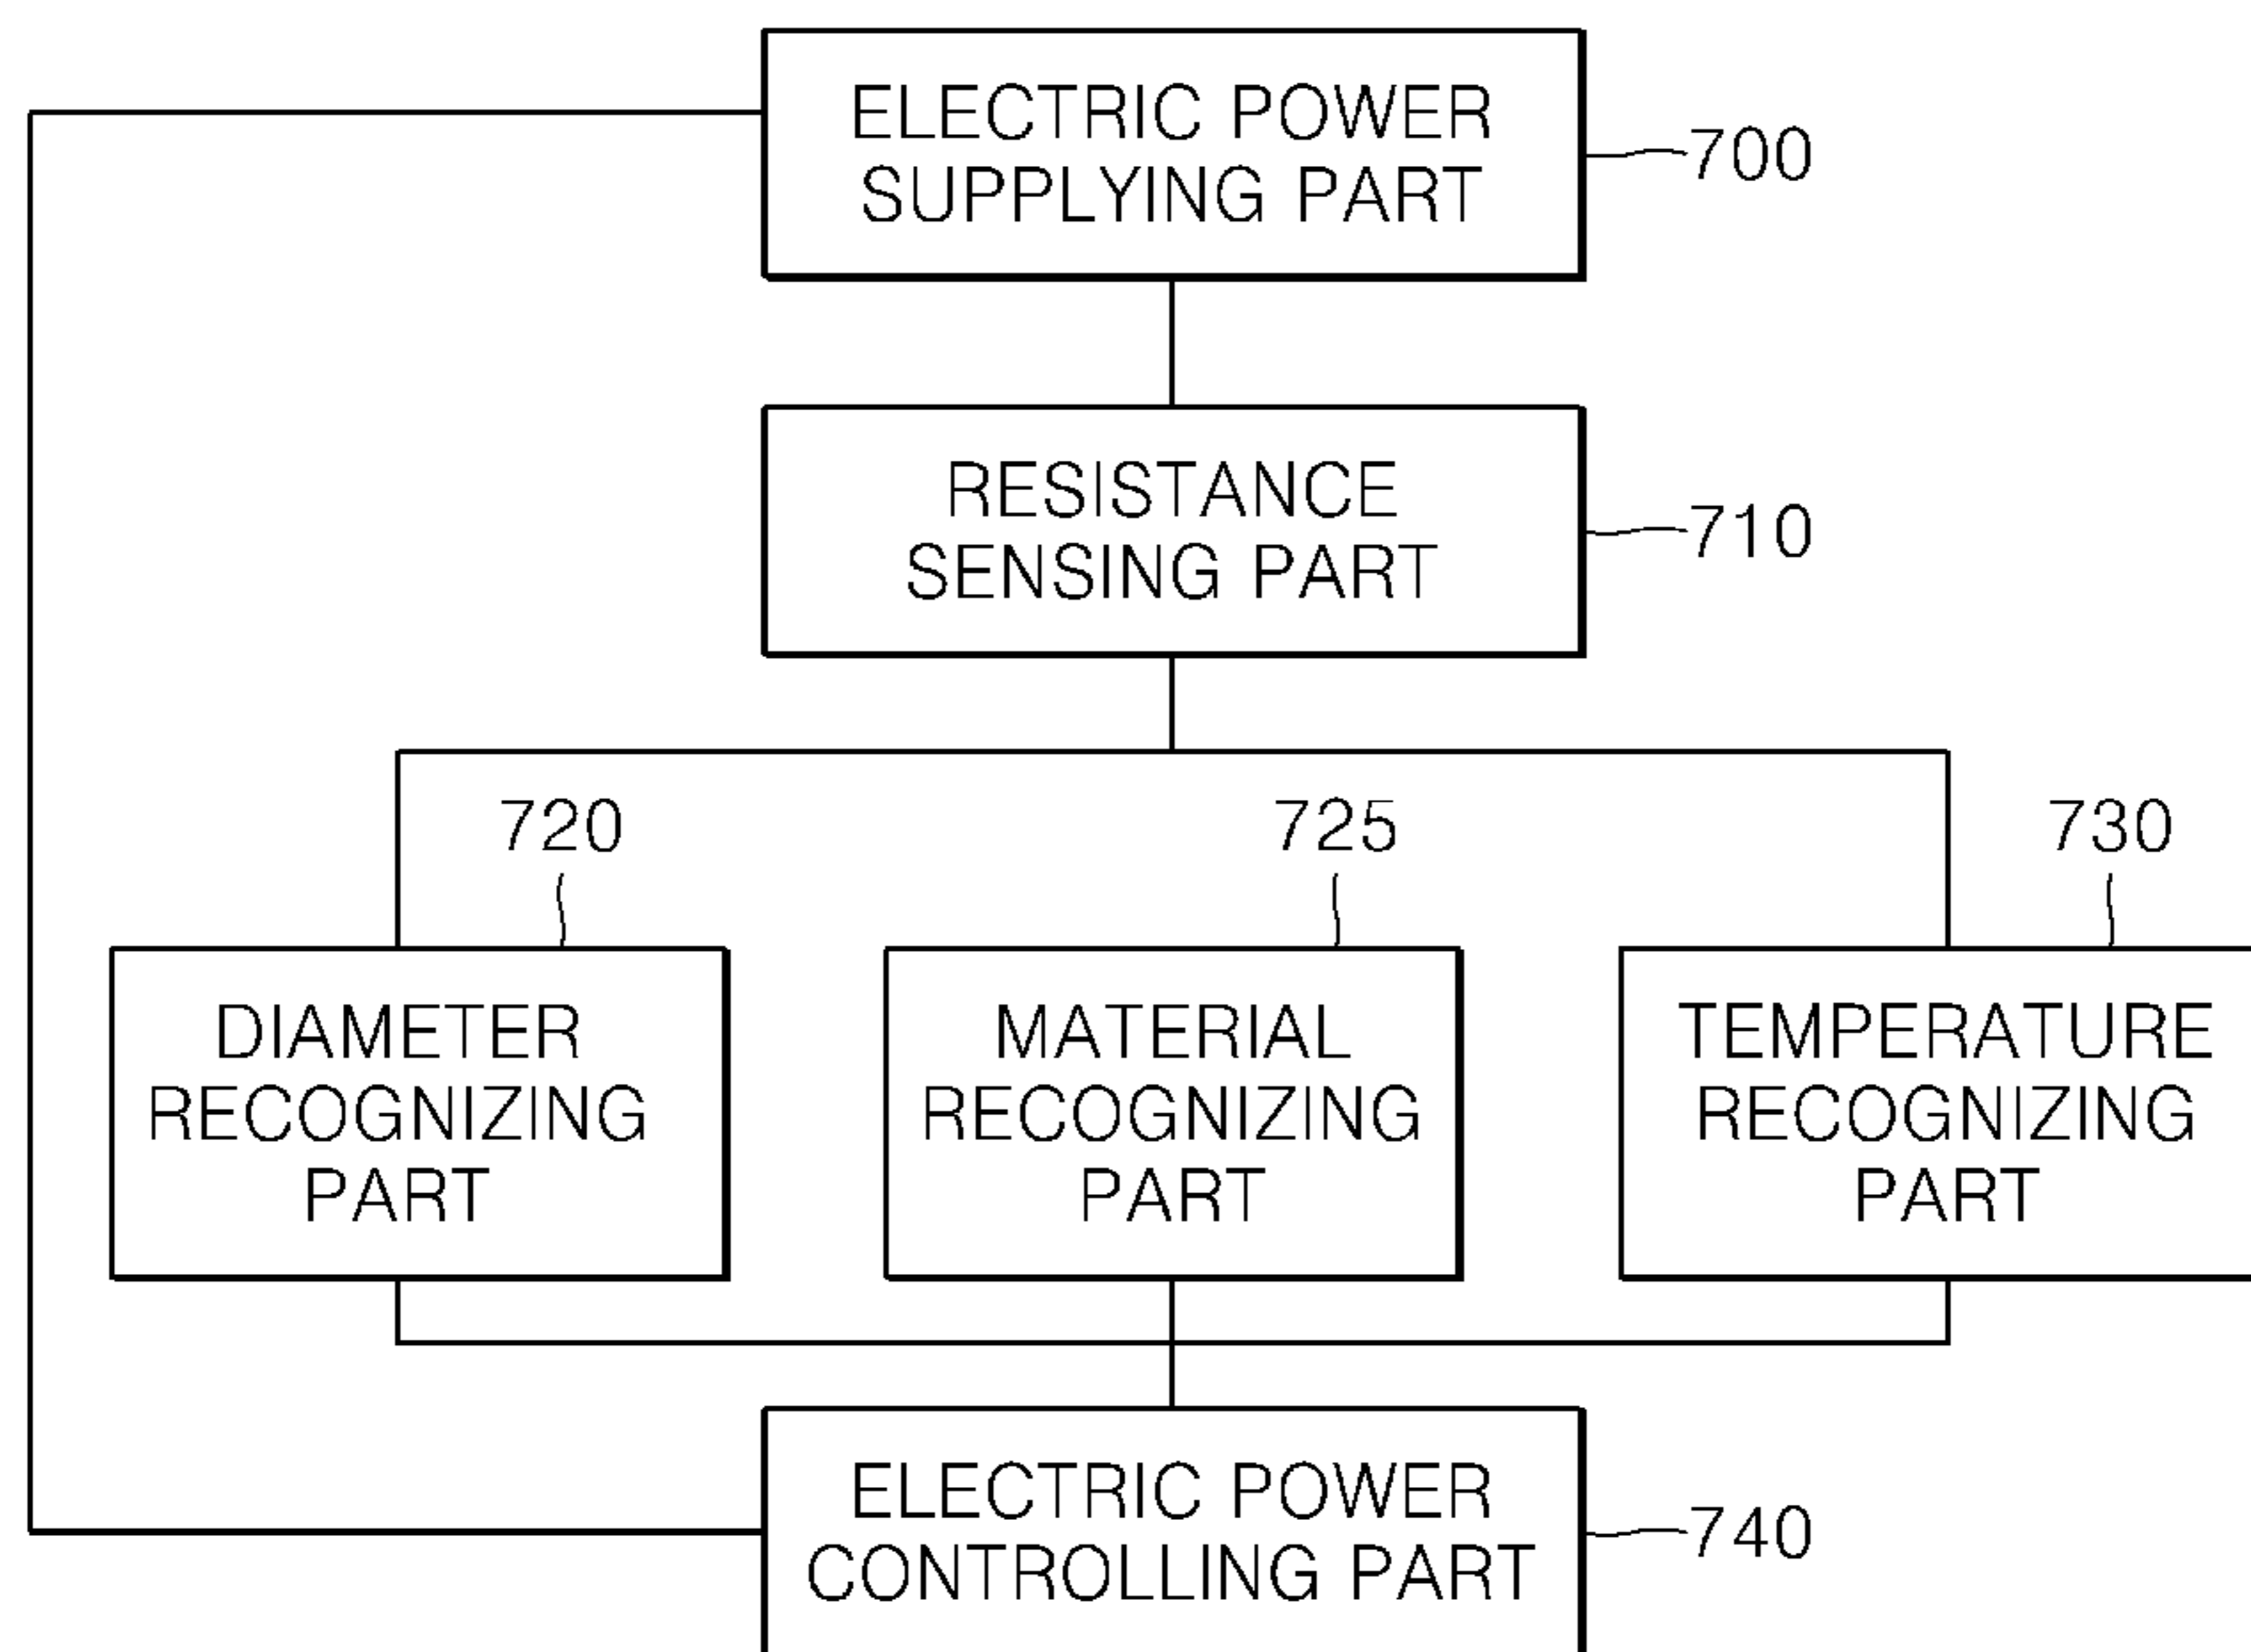 ELECTRIC POWER
SUPPLYING PART
700
RESISTANCE
SENSING PART
710
720
725
730
DIAMETER
RECOGNIZING
PART
MATERIAL
RECOGNIZING
PART
TEMPERATURE
RECOGNIZING
PART
ELECTRIC POWER
CONTROLLING PART
740